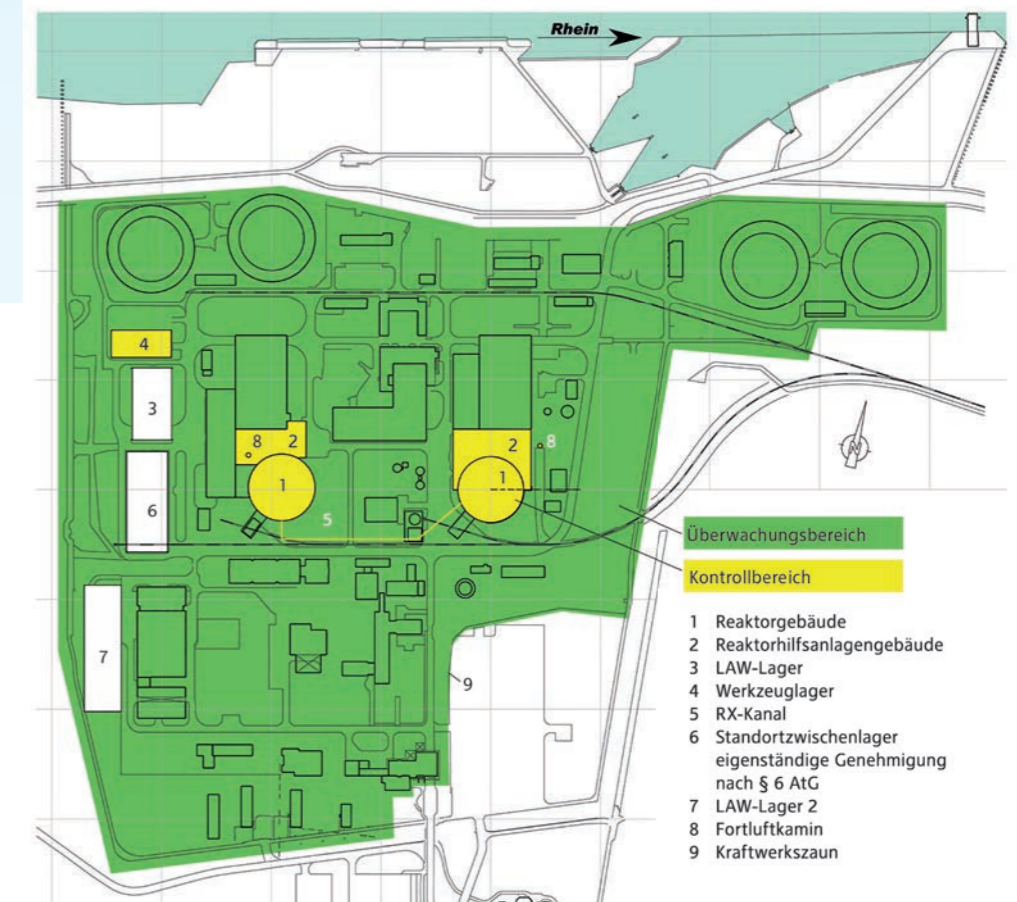 Rhein
4
3
8 2
2
8
1
1
6
5
7
9
N
Überwachungsbereich
Kontrollbereich
1 Reaktorgebäude
2 Reaktorhilfsanlagengebäude
3 LAW-Lager
4 Werkzeuglager
5 RX-Kanal
6 Standortzwischenlager
eigenständige Genehmigung
nach § 6 AtG
7 LAW-Lager 2
8 Fortluftkamin
9 Kraftwerkszaun